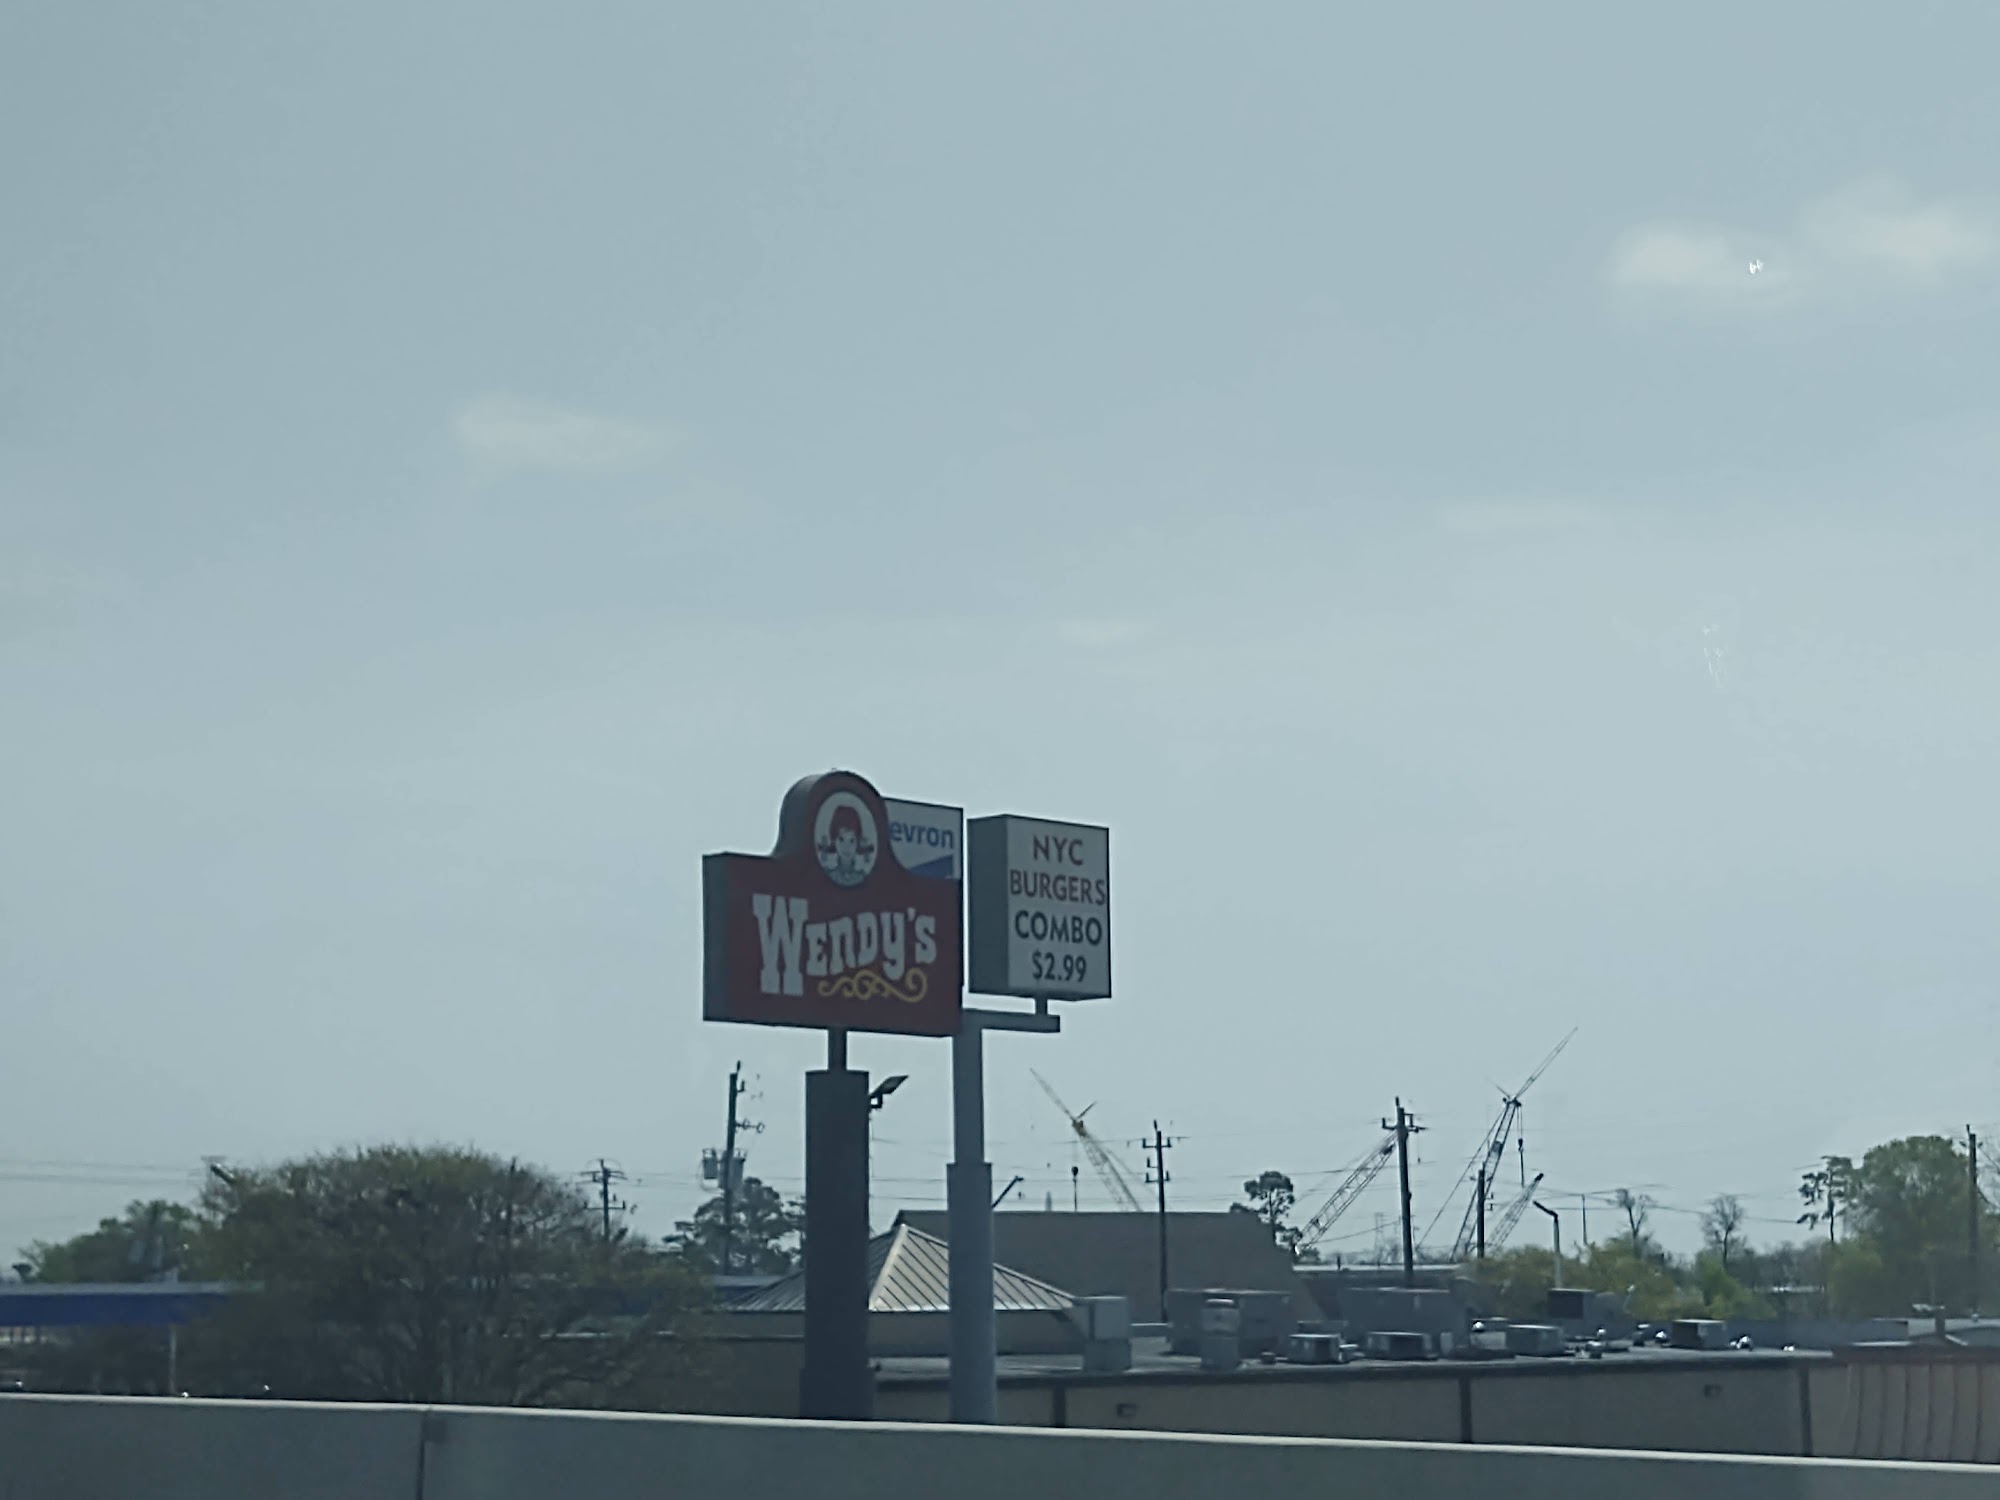 Wendy's
evron
NYC
BURGERS
COMBO
$2.99